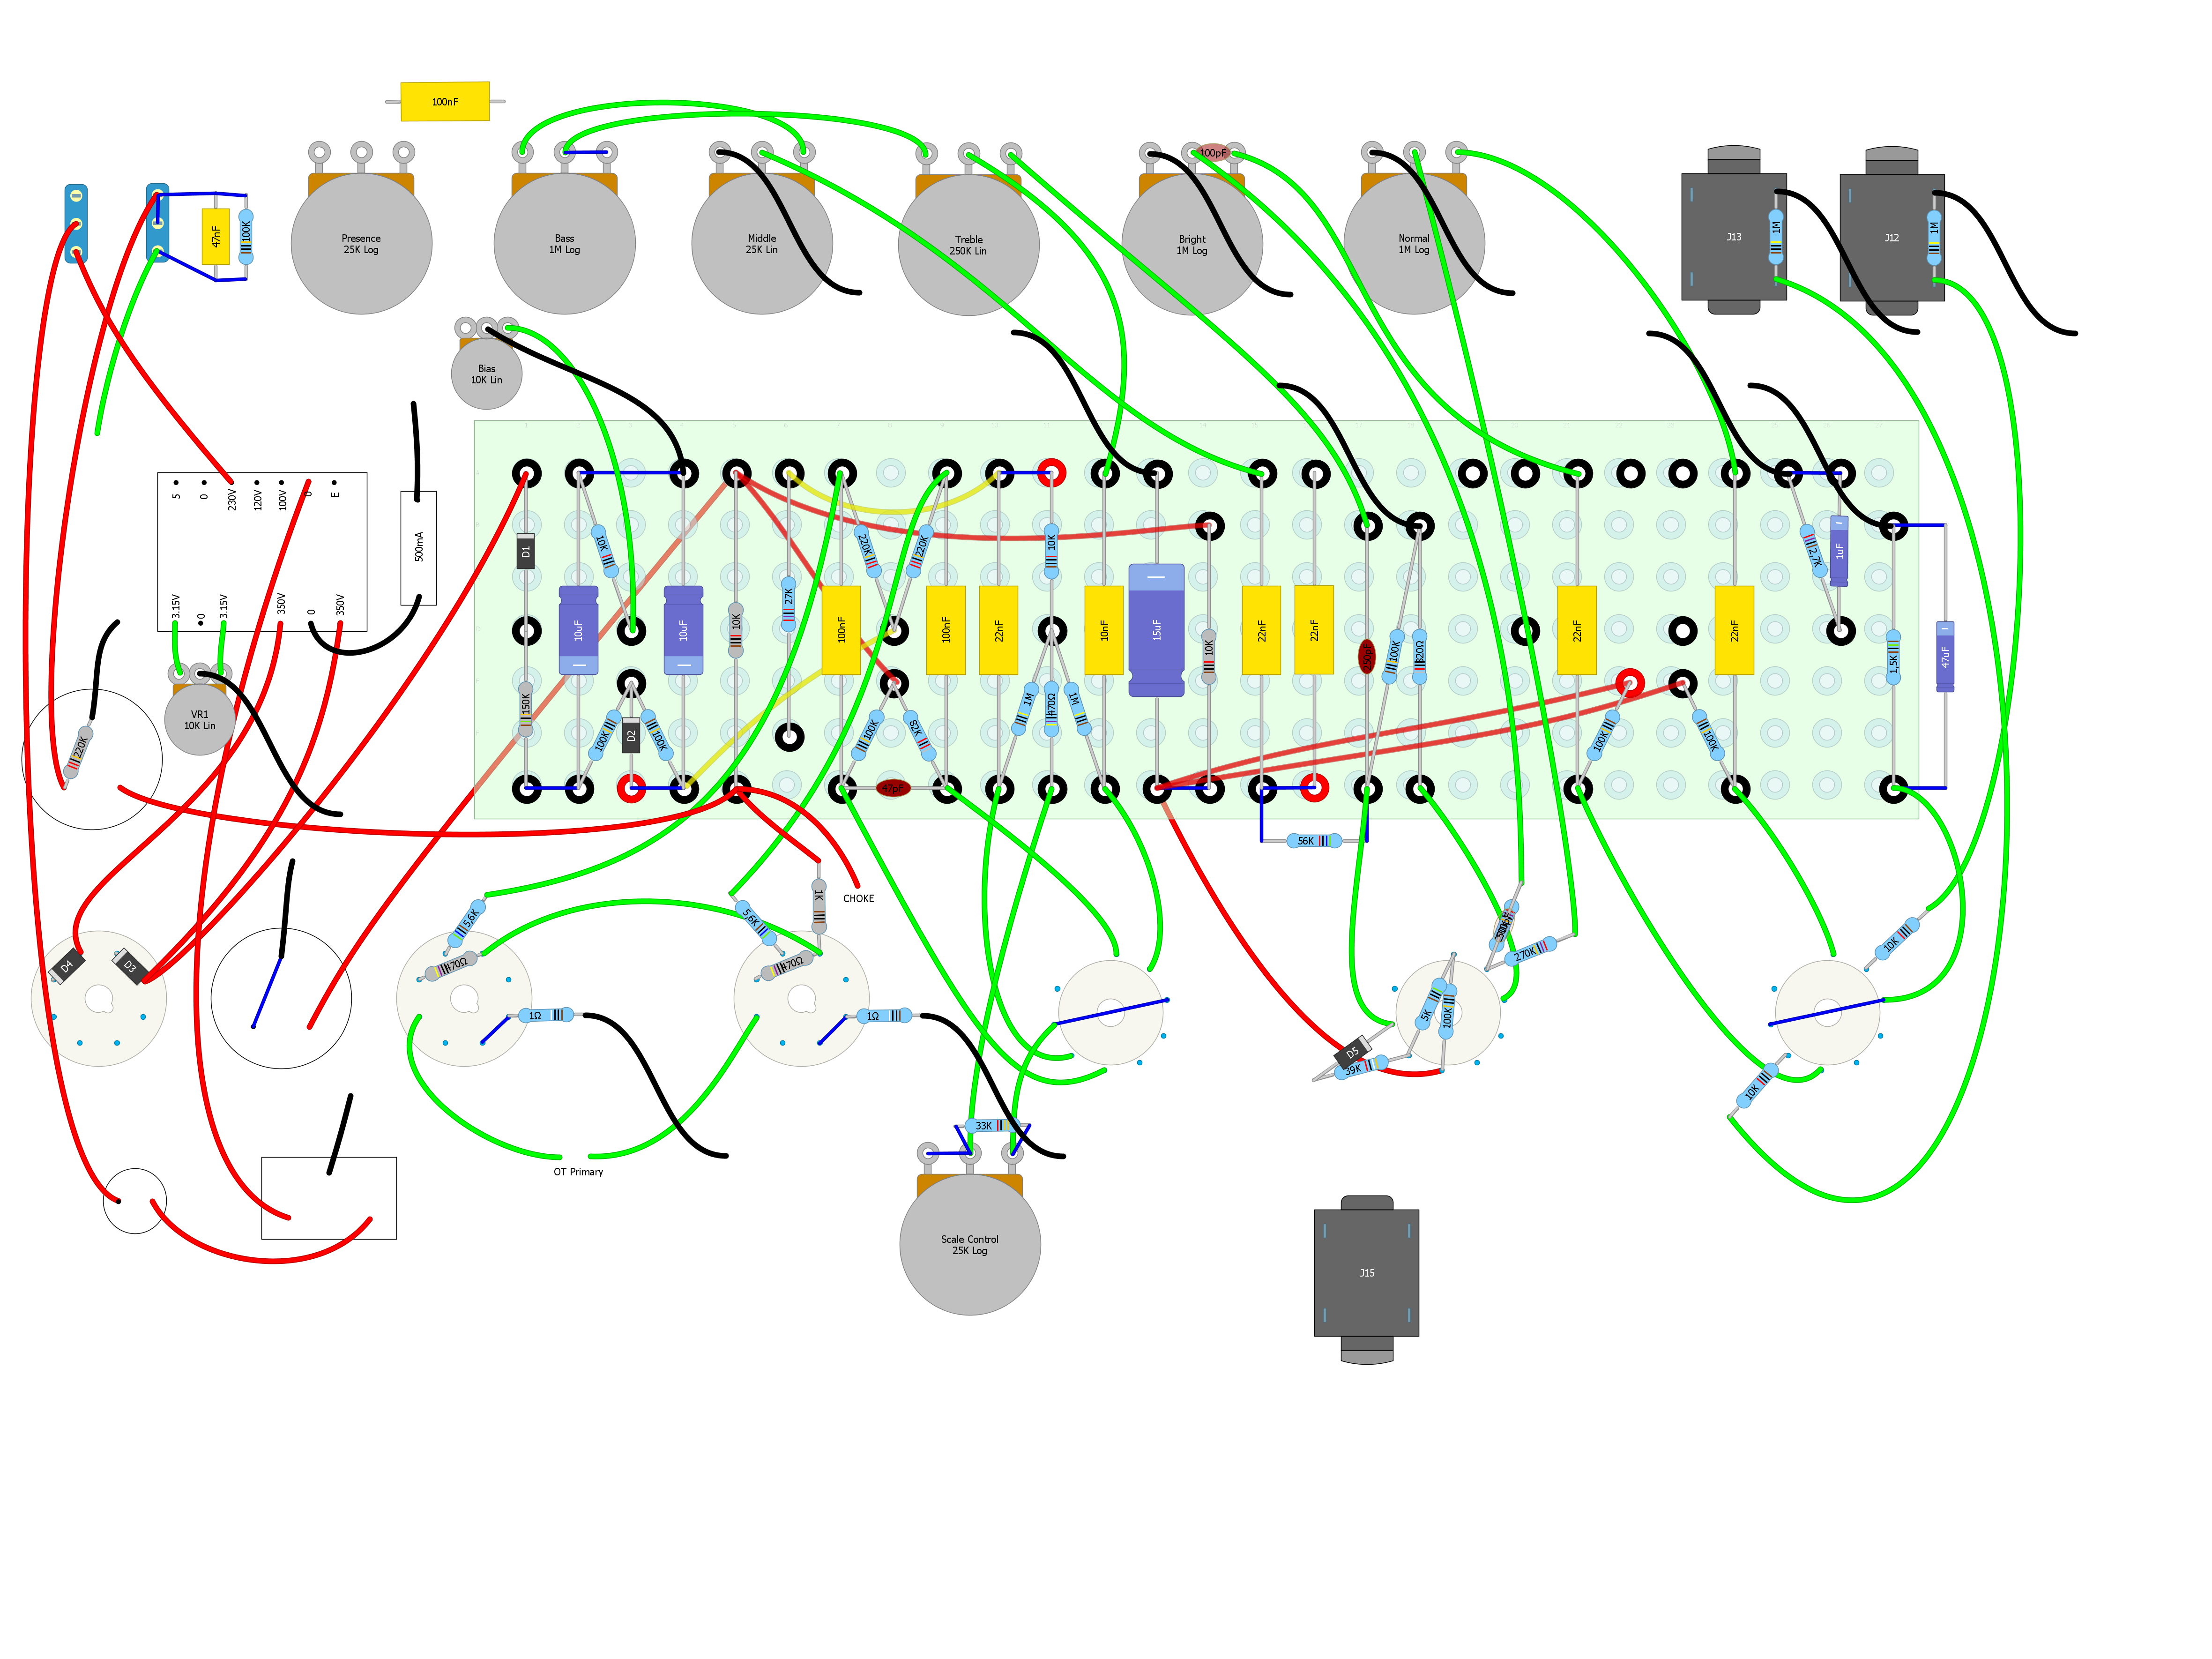 100nF
100pF
47nF
100K
Presence
25K Log
Bass
1M Log
Middle
25K Lin
Treble
250K Lin
Bright
1M Log
Normal
1M Log
J13
1M
J12
1M
Bias
10K Lin
5
0
230V
120V
100V
0
E
500mA
3.15V
0
3.15V
350V
0
350V
VR1
10K Lin
220K
D1
10K
220K
220K
10K
2,7K
1uF
27K
10uF
10uF
10K
100nF
100nF
22nF
10nF
15uF
10K
22nF
22nF
250pF
100K
820Ω
22nF
22nF
1,5K
47uF
150K
100K
D2
100K
100K
82K
1M
470Ω
1M
100K
100K
47pF
56K
1K
CHOKE
5,6K
5,6K
270K
10K
D4
D3
470Ω
470Ω
1Ω
1Ω
5K
100K
D5
39K
10K
33K
OT Primary
Scale Control
25K Log
J15